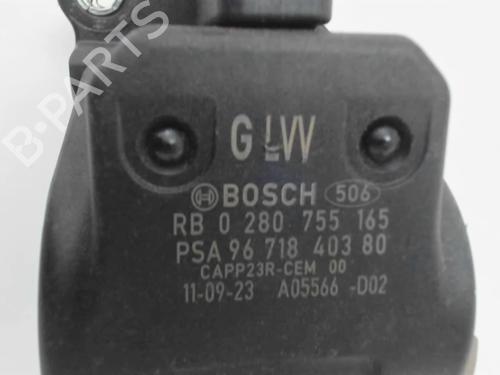 G LVV
BOSCH 506
RB 0 280 755 165
PSA 96 718 403 80
CAPP23R-CEM 00
11-09-23 A05566 -D02
B-PARTS